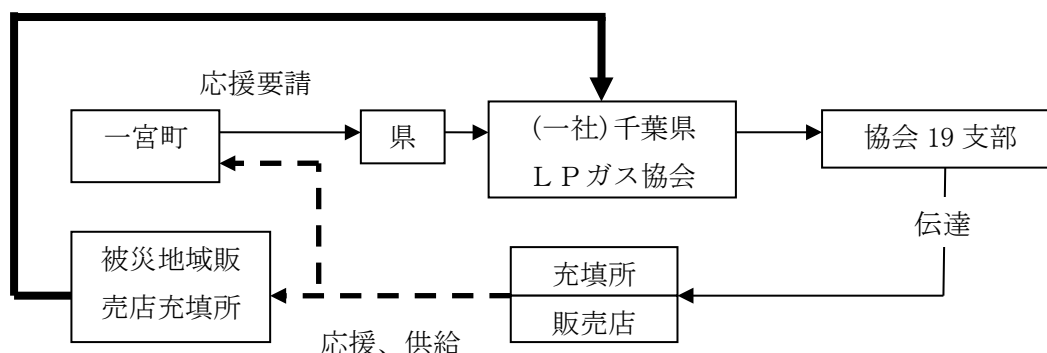 応援要請
一宮町
県
(一社)千葉県
ＬＰガス協会
協会 19 支部
伝達
被災地域販
売店充填所
充填所
販売店
応援、供給